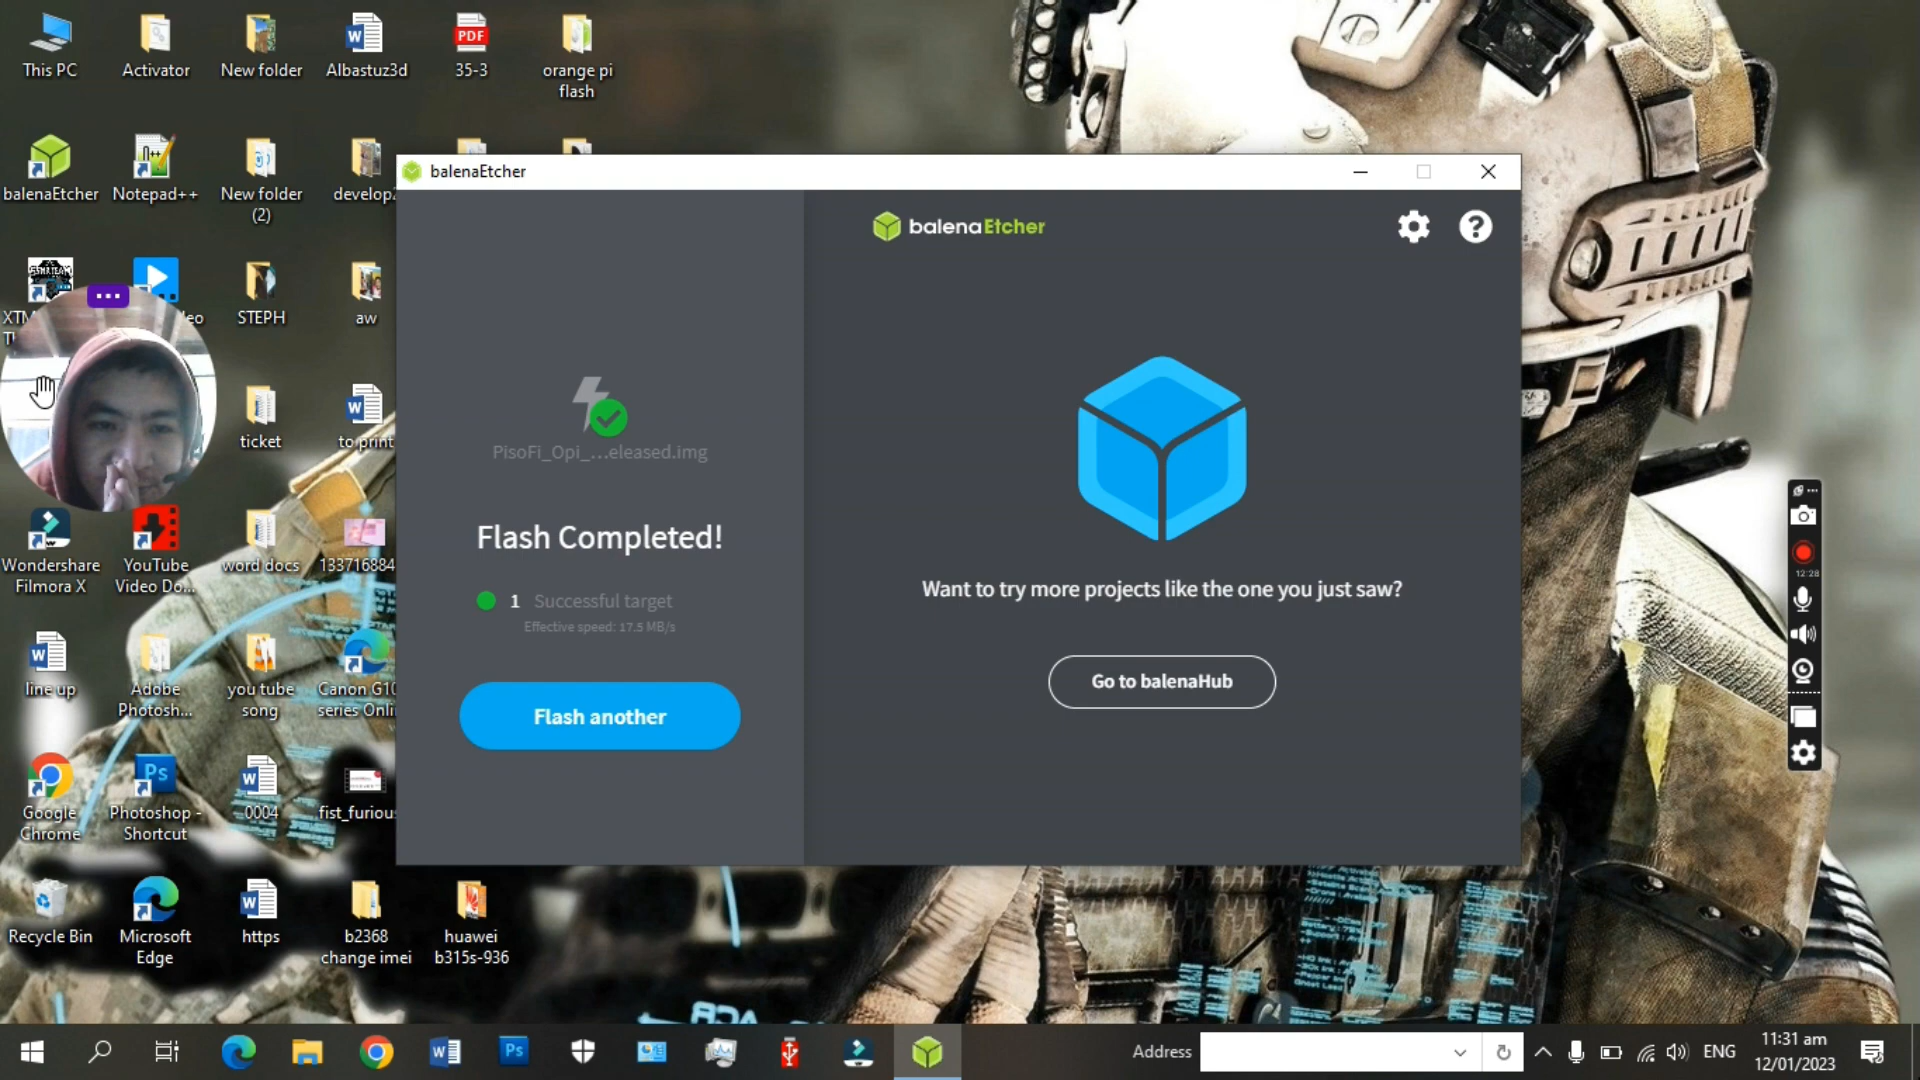 This PC
Activator
New folder
Albastuz3d
35-3
orange pi
flash
PDF
balenaEtcher
Notepad++
New folder
(2)
balenaEtcher
balenaEtcher
STEPH
aw
PisoFi_Opi_...eleased.img
ticket
to print
Flash Completed!
1 Successful target
Effective speed: 17.5 MB/s
Flash another
Want to try more projects like the one you just saw?
Go to balenaHub
Wondershare
Filmora X
YouTube
Video Do...
word docs
133716884
12:28
line up
Adobe
Photosh...
you tube
song
Canon G10
series Onli
Google
Chrome
Photoshop -
Shortcut
0004
fist_furious
Recycle Bin
Microsoft
Edge
https
b2368
change imei
huawei
b315s-936
Address
ENG
11:31 am
12/01/2023